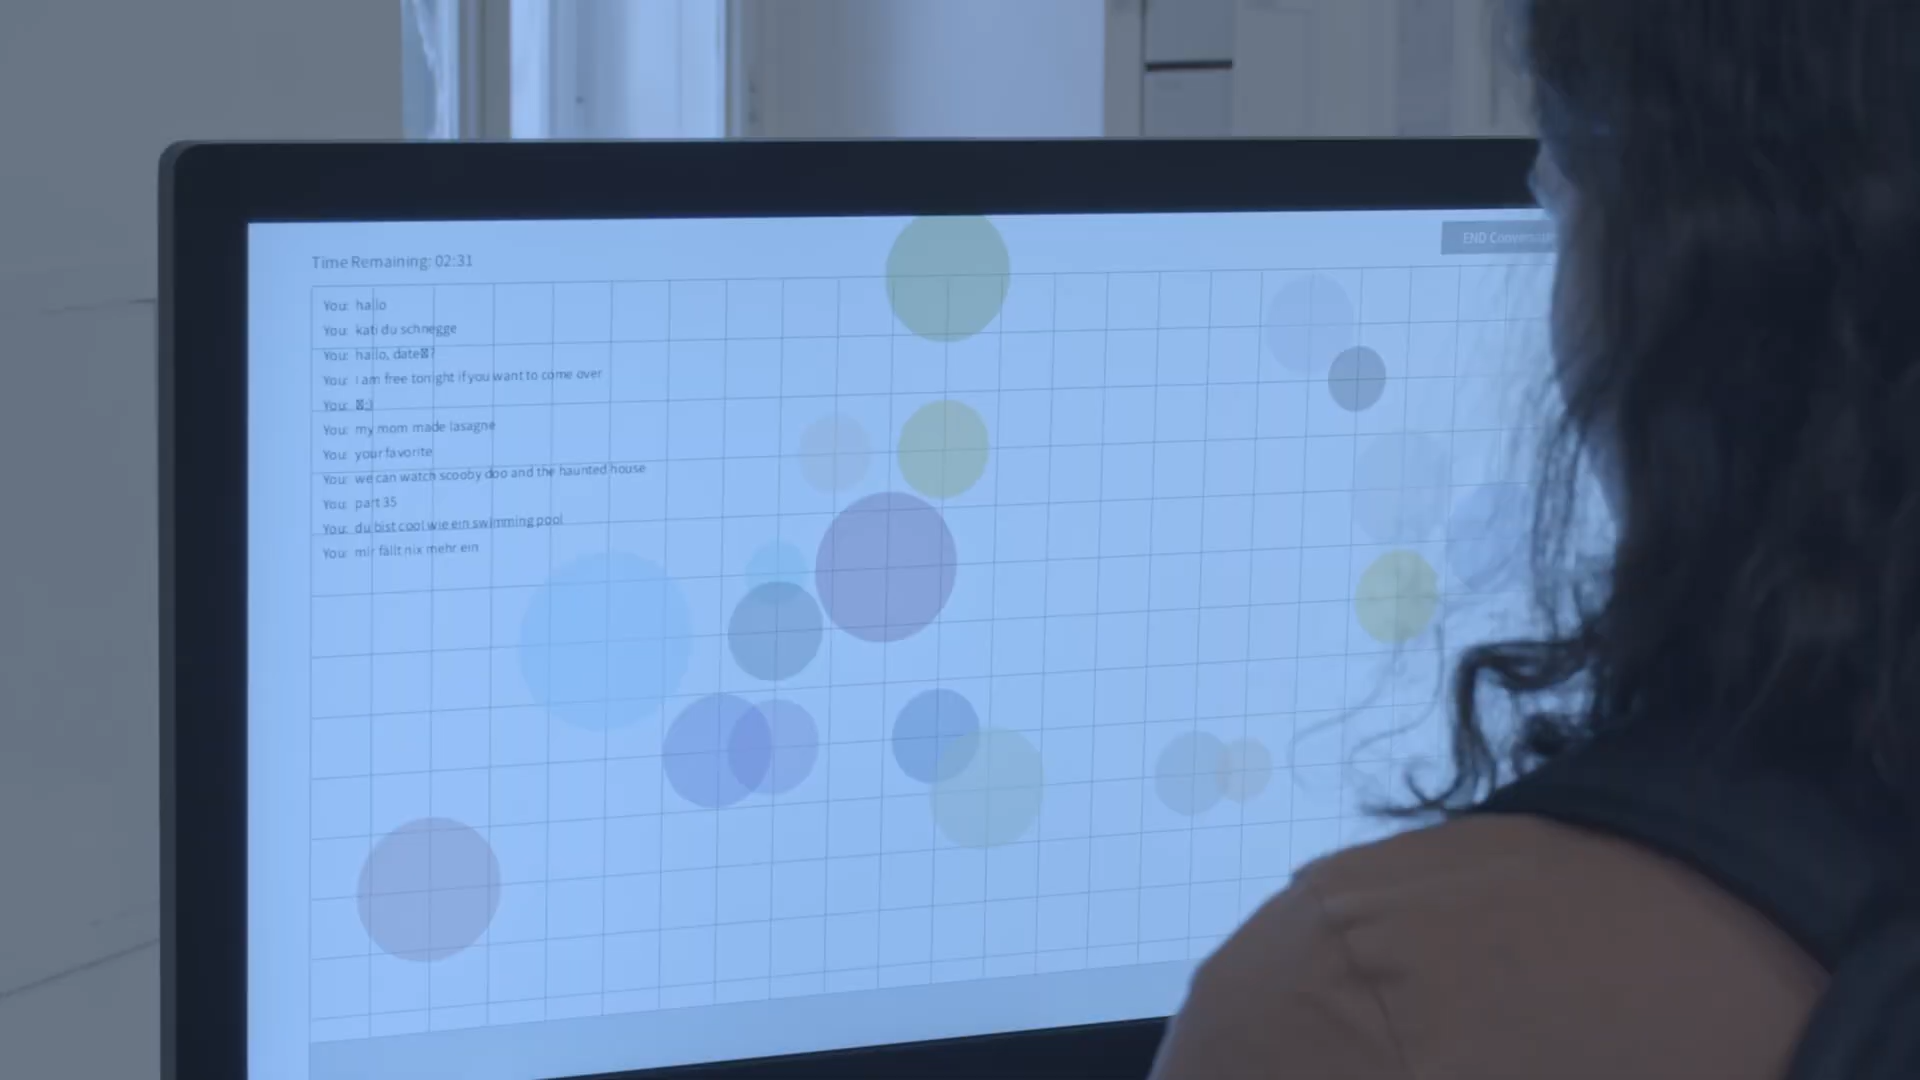 Time Remaining: 02:31
END
You: hallo
You: kati du schnegge
You: hallo, date?
You: i am free tonight if you want to come over
You: ;)
You: my mom made lasagne
You: your favorite
You: we can watch scooby doo and the haunted house
You: part 35
You: du bist cool wie ein swimming pool
You: mir fällt nix mehr ein